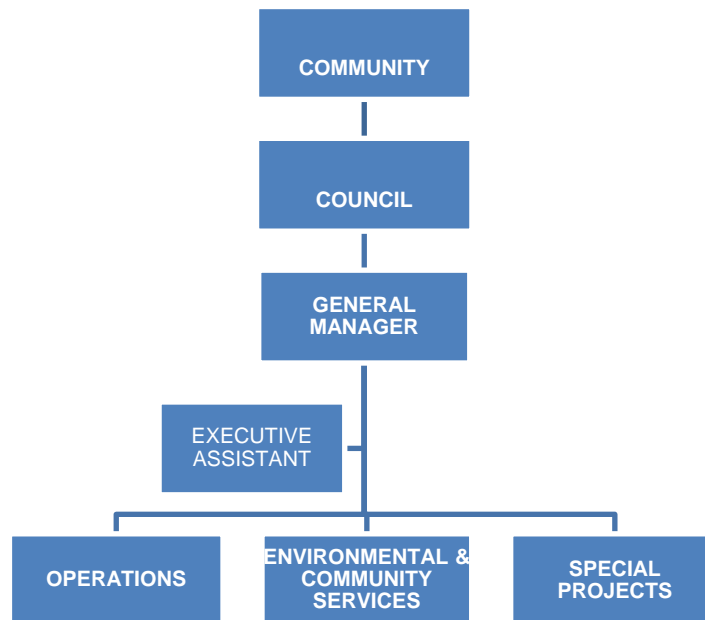 COMMUNITY
COUNCIL
GENERAL
MANAGER
EXECUTIVE
ASSISTANT
OPERATIONS
ENVIRONMENTAL &
COMMUNITY
SERVICES
SPECIAL
PROJECTS